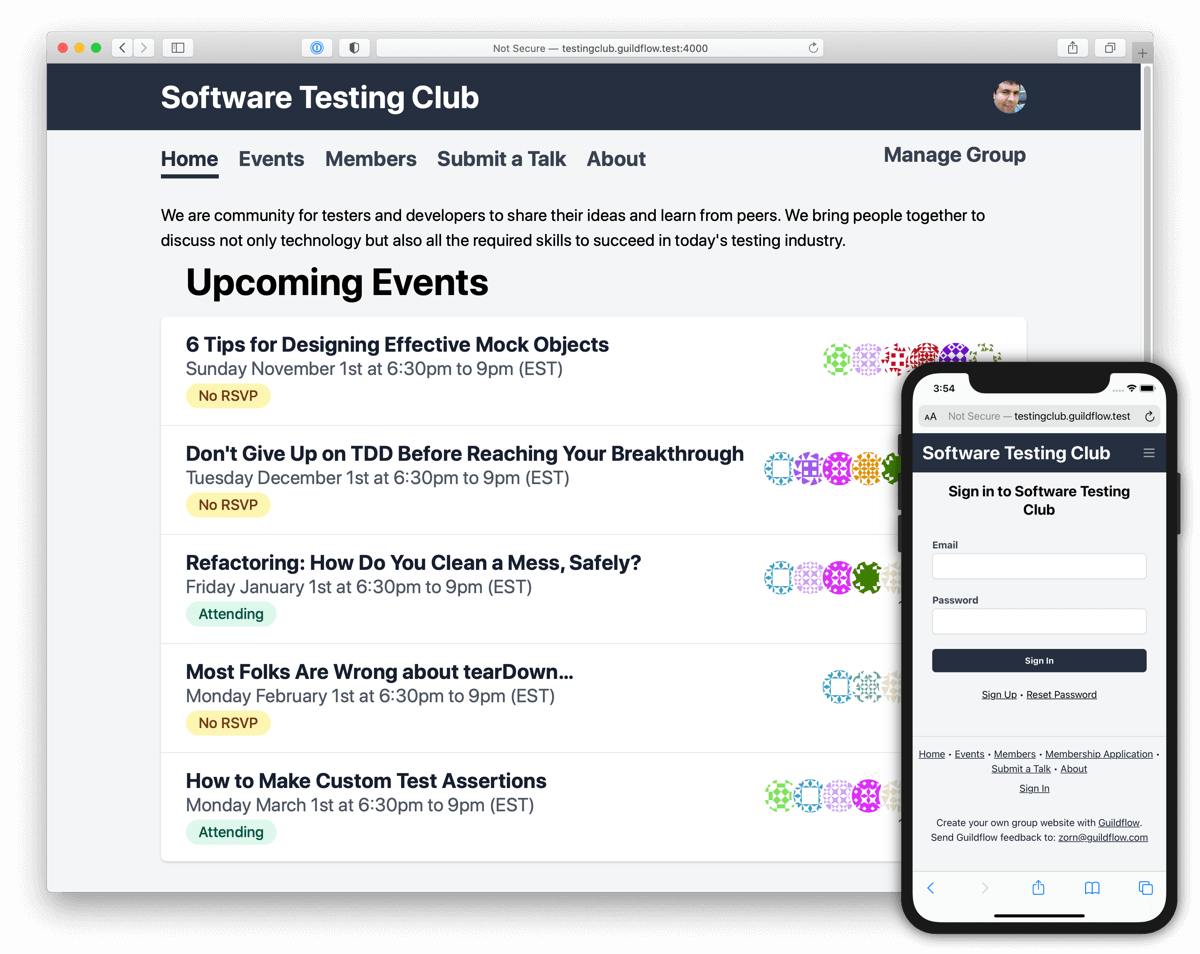 Not Secure — testingclub.guildflow.test:4000
Software Testing Club
Home Events Members Submit a Talk About Manage Group
We are community for testers and developers to share their ideas and learn from peers. We bring people together to
discuss not only technology but also all the required skills to succeed in today's testing industry.
Upcoming Events
6 Tips for Designing Effective Mock Objects
Sunday November 1st at 6:30pm to 9pm (EST)
No RSVP
Don't Give Up on TDD Before Reaching Your Breakthrough
Tuesday December 1st at 6:30pm to 9pm (EST)
No RSVP
Refactoring: How Do You Clean a Mess, Safely?
Friday January 1st at 6:30pm to 9pm (EST)
Attending
Most Folks Are Wrong about tearDown...
Monday February 1st at 6:30pm to 9pm (EST)
No RSVP
How to Make Custom Test Assertions
Monday March 1st at 6:30pm to 9pm (EST)
Attending
3:54
AA Not Secure — testingclub.guildflow.test
Software Testing Club
Sign in to Software Testing
Club
Email
Password
Sign In
Sign Up · Reset Password
Home · Events · Members · Membership Application ·
Submit a Talk · About
Sign In
Create your own group website with Guildflow.
Send Guildflow feedback to: zorn@guildflow.com